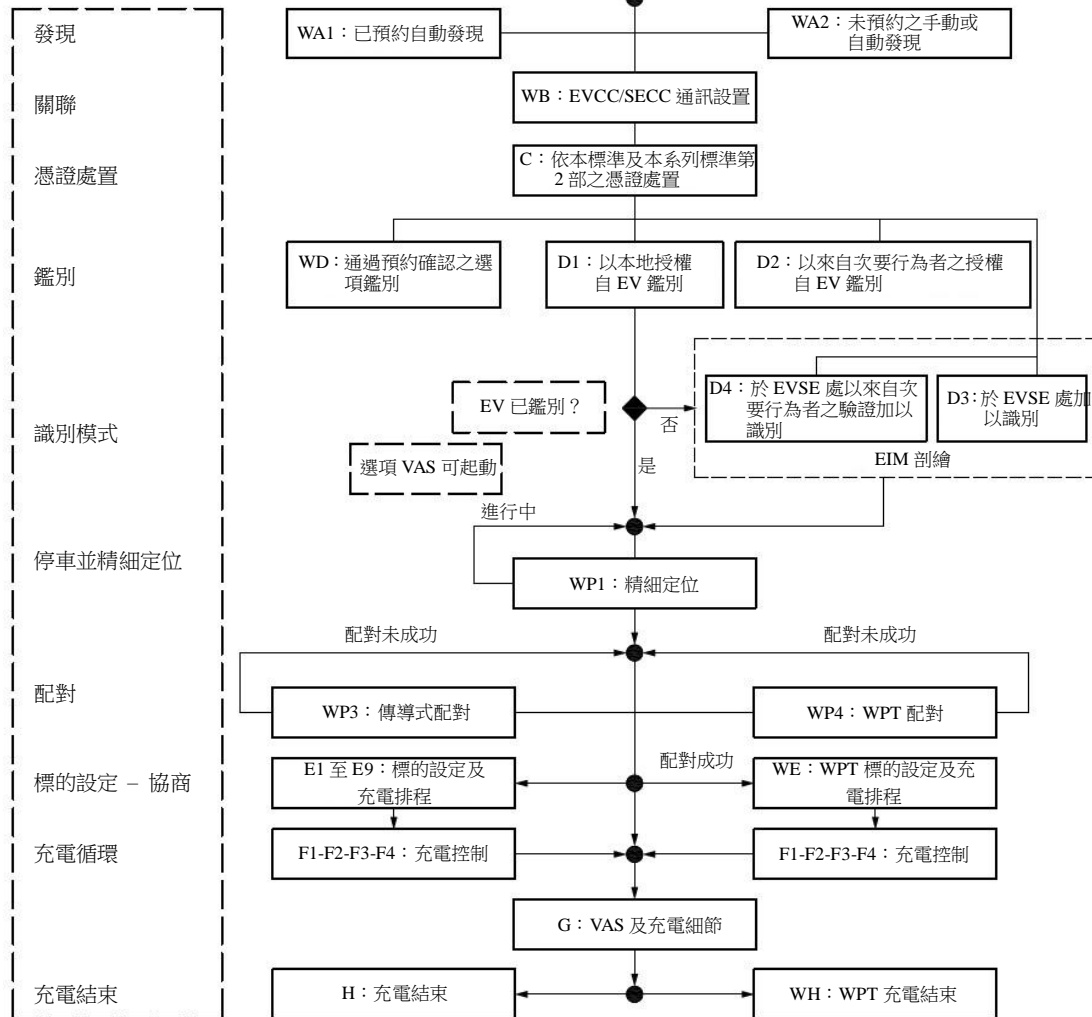 發現
WA1：已預約自動發現
WA2：未預約之手動或
自動發現
關聯
WB：EVCC/SECC 通訊設置
憑證處置
C：依本標準及本系列標準第
2 部之憑證處置
鑑別
WD：通過預約確認之選
項鑑別
D1：以本地授權
自 EV 鑑別
D2：以來自次要行為者之授權
自 EV 鑑別
識別模式
EV 已鑑別？
否
是
選項 VAS 可起動
D4：於 EVSE 處以來自次
要行為者之驗證加以
識別
D3：於 EVSE 處加
以識別
EIM 剖繪
進行中
停車並精細定位
WP1：精細定位
配對未成功
配對未成功
配對
WP3：傳導式配對
WP4：WPT 配對
配對成功
標的設定 – 協商
E1 至 E9：標的設定及
充電排程
WE：WPT 標的設定及充
電排程
充電循環
F1-F2-F3-F4：充電控制
F1-F2-F3-F4：充電控制
G：VAS 及充電細節
充電結束
H：充電結束
WH：WPT 充電結束